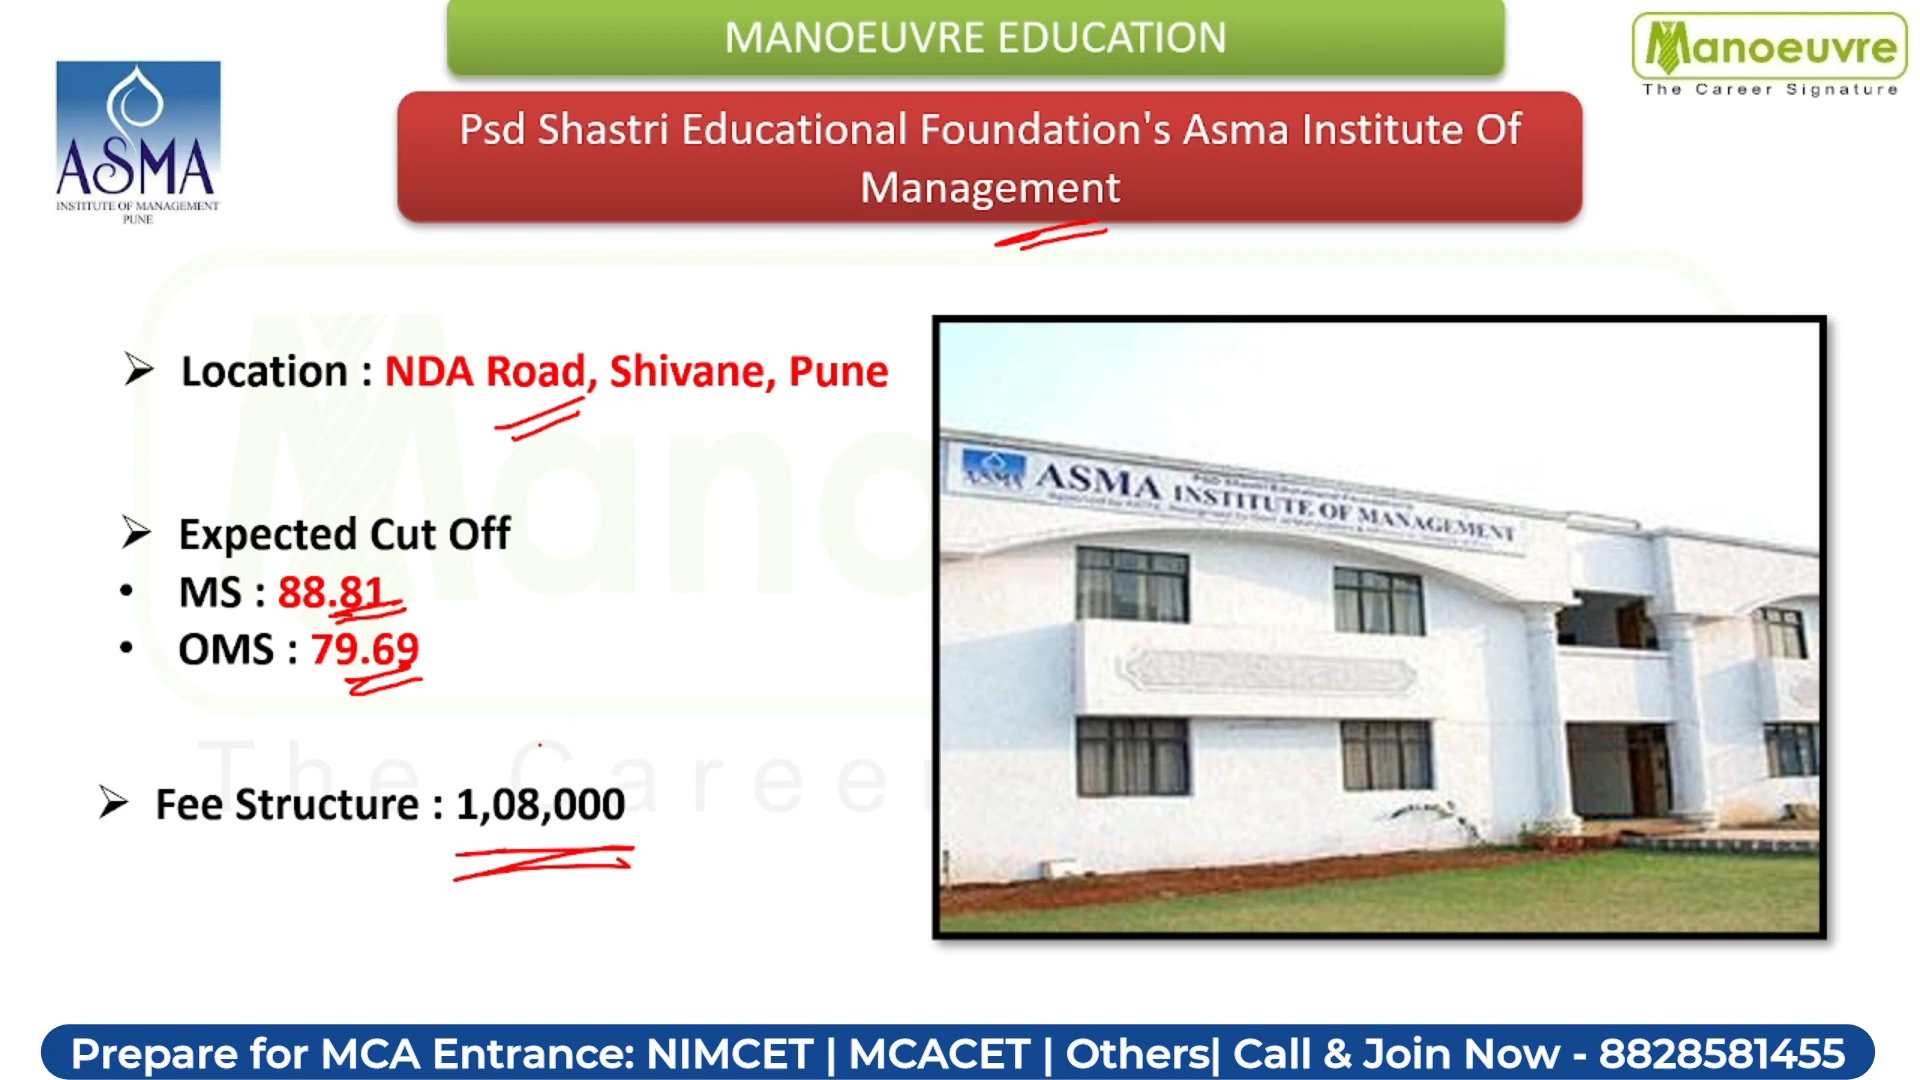 MANOEUVRE EDUCATION
Manoeuvre
The Career Signature
ASMA
INSTITUTE OF MANAGEMENT
PUNE
Psd Shastri Educational Foundation's Asma Institute Of
Management
➢ Location : NDA Road, Shivane, Pune
➢ Expected Cut Off
• MS : 88.81
• OMS : 79.69
➢ Fee Structure : 1,08,000
ASMA INSTITUTE OF MANAGEMENT
The Career
Prepare for MCA Entrance: NIMCET | MCACET | Others| Call & Join Now - 8828581455